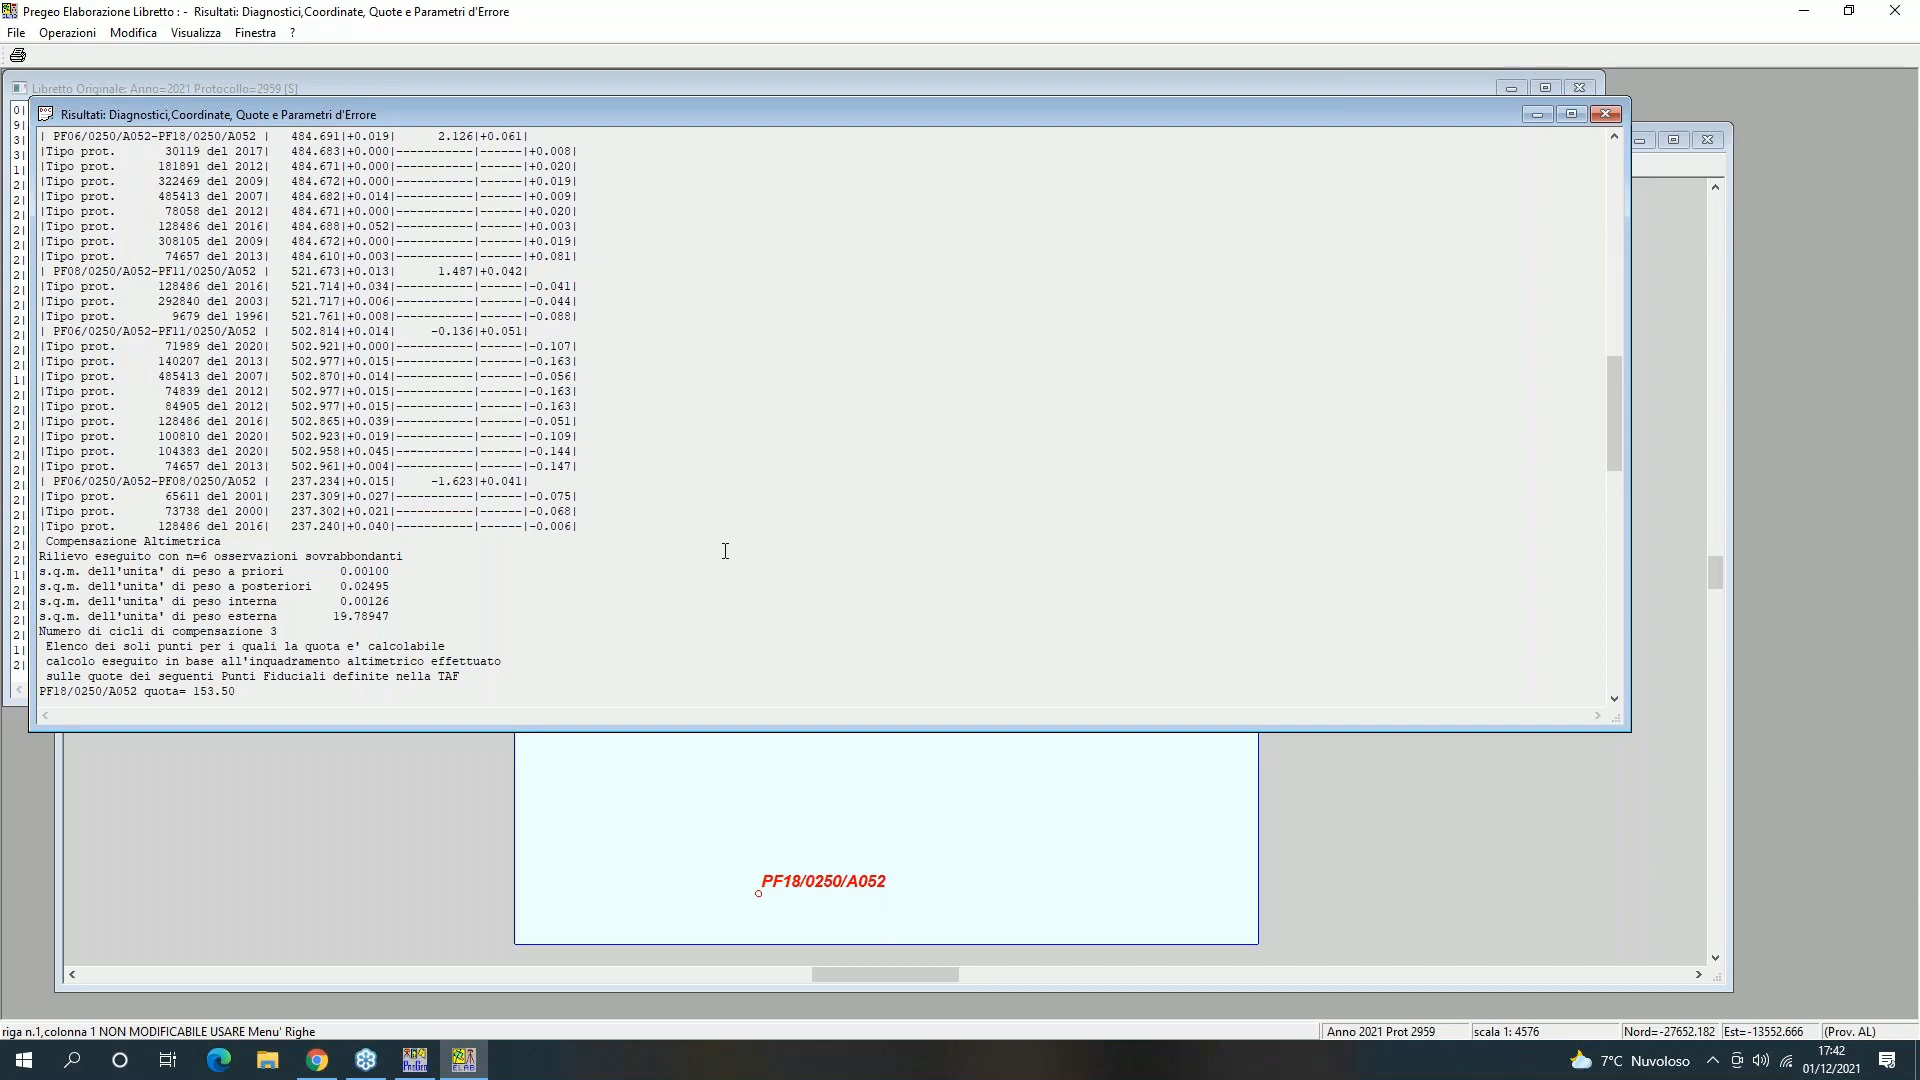 Pregeo Elaborazione Libretto : - Risultati: Diagnostici,Coordinate, Quote e Parametri d'Errore
File Operazioni Modifica Visualizza Finestra ?
Libretto Originale: Anno=2021 Protocollo=2959 [S]
Risultati: Diagnostici,Coordinate, Quote e Parametri d'Errore
| PF06/0250/A052-PF18/0250/A052 | 484.691|+0.019| 2.126|+0.061|
|Tipo prot. 30119 del 2017| 484.683|+0.000|-----------|------|+0.008|
|Tipo prot. 181891 del 2012| 484.671|+0.000|-----------|------|+0.020|
|Tipo prot. 322469 del 2009| 484.672|+0.000|-----------|------|+0.019|
|Tipo prot. 485413 del 2007| 484.682|+0.014|-----------|------|+0.009|
|Tipo prot. 78058 del 2012| 484.671|+0.000|-----------|------|+0.020|
|Tipo prot. 128486 del 2016| 484.688|+0.052|-----------|------|+0.003|
|Tipo prot. 308105 del 2009| 484.672|+0.000|-----------|------|+0.019|
|Tipo prot. 74657 del 2013| 484.610|+0.003|-----------|------|+0.081|
| PF08/0250/A052-PF11/0250/A052 | 521.673|+0.013| 1.487|+0.042|
|Tipo prot. 128486 del 2016| 521.714|+0.034|-----------|------|-0.041|
|Tipo prot. 292840 del 2003| 521.717|+0.006|-----------|------|-0.044|
|Tipo prot. 9679 del 1996| 521.761|+0.008|-----------|------|-0.088|
| PF06/0250/A052-PF11/0250/A052 | 502.814|+0.014| -0.136|+0.051|
|Tipo prot. 71989 del 2020| 502.921|+0.000|-----------|------|-0.107|
|Tipo prot. 140207 del 2013| 502.977|+0.015|-----------|------|-0.163|
|Tipo prot. 485413 del 2007| 502.870|+0.014|-----------|------|-0.056|
|Tipo prot. 74839 del 2012| 502.977|+0.015|-----------|------|-0.163|
|Tipo prot. 84905 del 2012| 502.977|+0.015|-----------|------|-0.163|
|Tipo prot. 128486 del 2016| 502.865|+0.039|-----------|------|-0.051|
|Tipo prot. 100810 del 2020| 502.923|+0.019|-----------|------|-0.109|
|Tipo prot. 104383 del 2020| 502.958|+0.045|-----------|------|-0.144|
|Tipo prot. 74657 del 2013| 502.961|+0.004|-----------|------|-0.147|
| PF06/0250/A052-PF08/0250/A052 | 237.234|+0.015| -1.623|+0.041|
|Tipo prot. 65611 del 2001| 237.309|+0.027|-----------|------|-0.075|
|Tipo prot. 73738 del 2000| 237.302|+0.021|-----------|------|-0.068|
|Tipo prot. 128486 del 2016| 237.240|+0.040|-----------|------|-0.006|
Compensazione Altimetrica
Rilievo eseguito con n=6 osservazioni sovrabbondanti
s.q.m. dell'unita' di peso a priori 0.00100
s.q.m. dell'unita' di peso a posteriori 0.02495
s.q.m. dell'unita' di peso interna 0.00126
s.q.m. dell'unita' di peso esterna 19.78947
Numero di cicli di compensazione 3
Elenco dei soli punti per i quali la quota e' calcolabile
calcolo eseguito in base all'inquadramento altimetrico effettuato
sulle quote dei seguenti Punti Fiduciali definite nella TAF
PF18/0250/A052 quota= 153.50
PF18/0250/A052
riga n.1,colonna 1 NON MODIFICABILE USARE Menu' Righe
Anno 2021 Prot 2959
scala 1: 4576
Nord=-27652.182
Est=-13552.666
(Prov. AL)
7°C Nuvoloso
17:42
01/12/2021